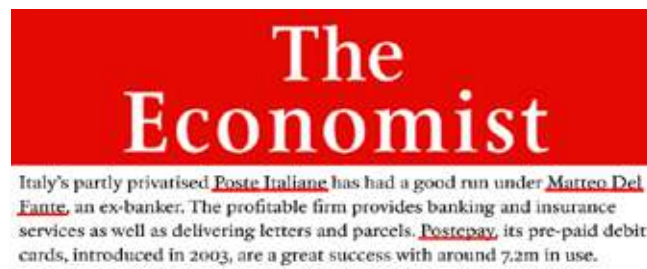 The
Economist
Italy's partly privatised Poste Italiane has had a good run under Matteo Del
Fante, an ex-banker. The profitable firm provides banking and insurance
services as well as delivering letters and parcels. Postepay, its pre-paid debit
cards, introduced in 2003, are a great success with around 7.2m in use.